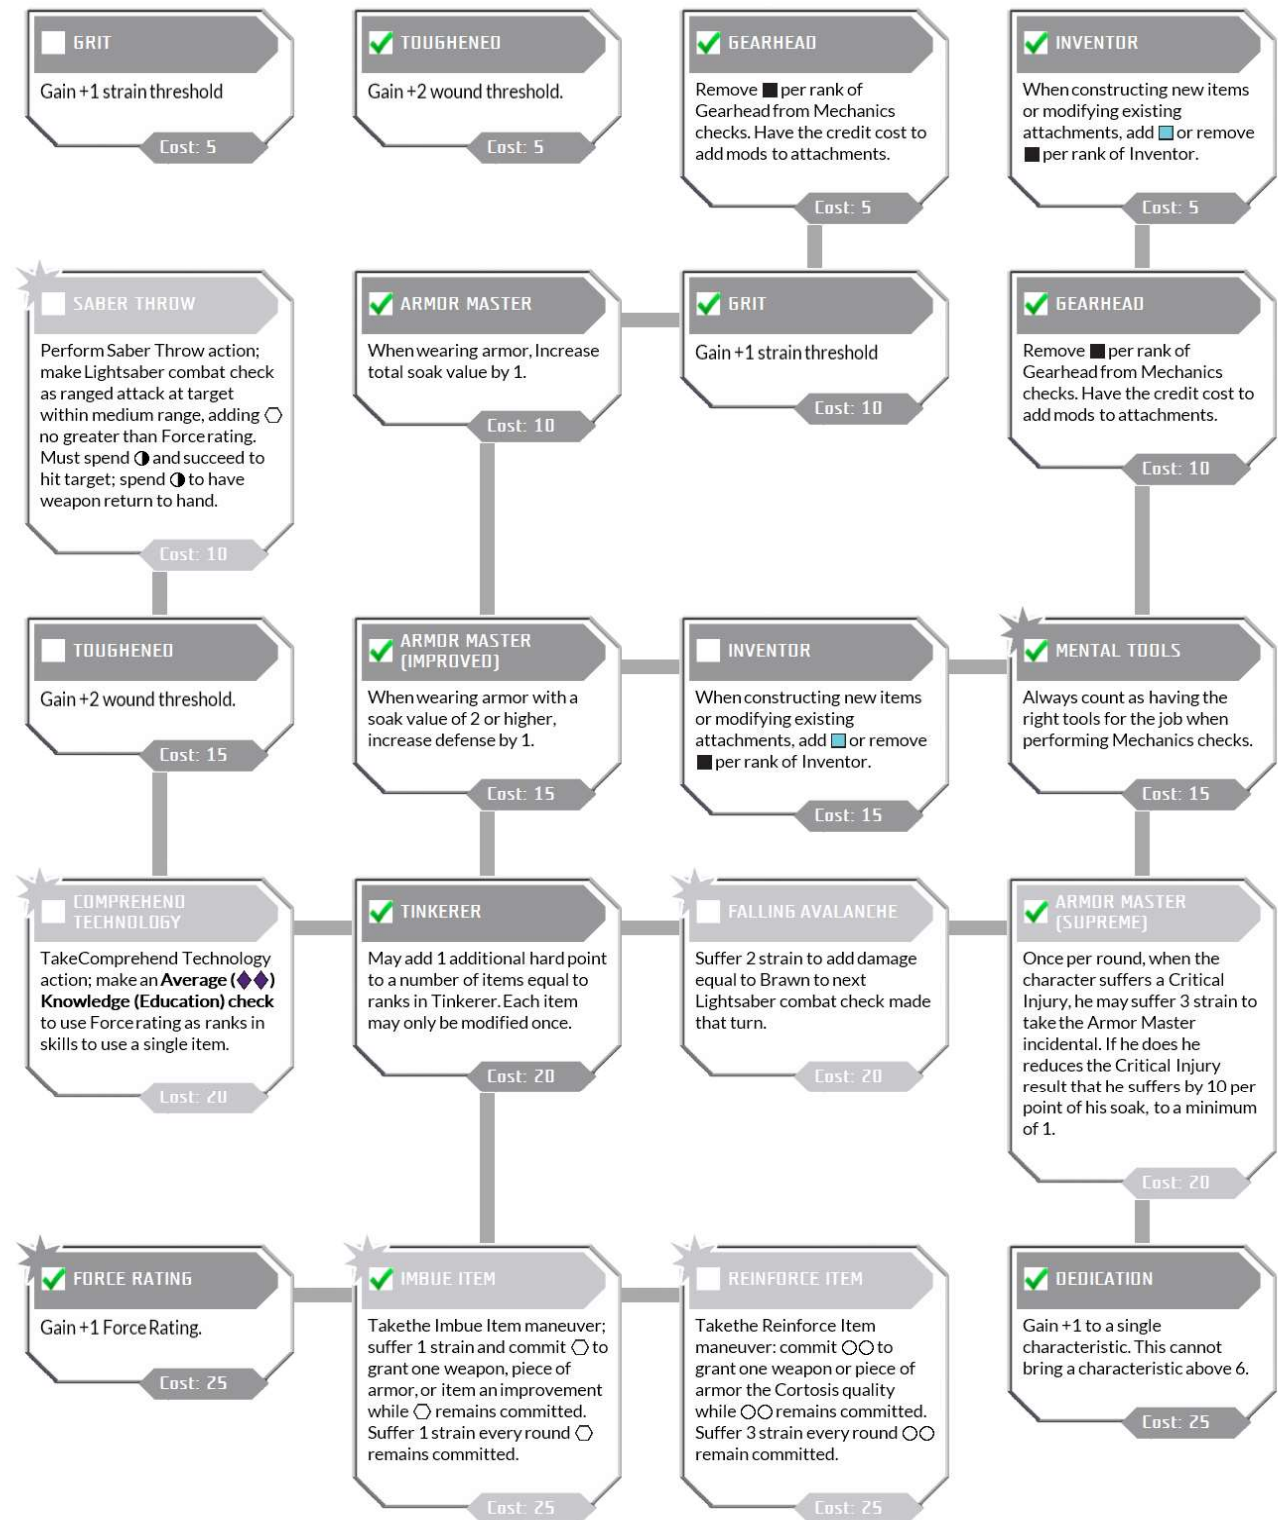 GRIT
Gain +1 strain threshold
Cost: 5
TOUGHENED
Gain +2 wound threshold.
Cost: 5
GEARHEAD
Remove ■ per rank of
Gearhead from Mechanics
checks. Have the credit cost to
add mods to attachments.
Cost: 5
INVENTOR
When constructing new items
or modifying existing
attachments, add ■ or remove
■ per rank of Inventor.
Cost: 5
SABER THROW
Perform Saber Throw action;
make Lightsaber combat check
as ranged attack at target
within medium range, adding ⬡
no greater than Force rating.
Must spend ◑ and succeed to
hit target; spend ◑ to have
weapon return to hand.
Cost: 10
ARMOR MASTER
When wearing armor, Increase
total soak value by 1.
Cost: 10
GRIT
Gain +1 strain threshold
Cost: 10
GEARHEAD
Remove ■ per rank of
Gearhead from Mechanics
checks. Have the credit cost to
add mods to attachments.
Cost: 10
TOUGHENED
Gain +2 wound threshold.
Cost: 15
ARMOR MASTER
(IMPROVED)
When wearing armor with a
soak value of 2 or higher,
increase defense by 1.
Cost: 15
INVENTOR
When constructing new items
or modifying existing
attachments, add ■ or remove
■ per rank of Inventor.
Cost: 15
MENTAL TOOLS
Always count as having the
right tools for the job when
performing Mechanics checks.
Cost: 15
COMPREHEND
TECHNOLOGY
TakeComprehend Technology
action; make an Average (◆◆)
Knowledge (Education) check
to use Force rating as ranks in
skills to use a single item.
Cost: 20
TINKERER
May add 1 additional hard point
to a number of items equal to
ranks in Tinkerer. Each item
may only be modified once.
Cost: 20
FALLING AVALANCHE
Suffer 2 strain to add damage
equal to Brawn to next
Lightsaber combat check made
that turn.
Cost: 20
ARMOR MASTER
(SUPREME)
Once per round, when the
character suffers a Critical
Injury, he may suffer 3 strain to
take the Armor Master
incidental. If he does he
reduces the Critical Injury
result that he suffers by 10 per
point of his soak, to a minimum
of 1.
Cost: 20
FORCE RATING
Gain +1 Force Rating.
Cost: 25
IMBUE ITEM
Takethe Imbue Item maneuver;
suffer 1 strain and commit ⬡ to
grant one weapon, piece of
armor, or item an improvement
while ⬡ remains committed.
Suffer 1 strain every round ⬡
remains committed.
Cost: 25
REINFORCE ITEM
Takethe Reinforce Item
maneuver: commit ○○ to
grant one weapon or piece of
armor the Cortosis quality
while ○○ remains committed.
Suffer 3 strain every round ○○
remain committed.
Cost: 25
DEDICATION
Gain +1 to a single
characteristic. This cannot
bring a characteristic above 6.
Cost: 25